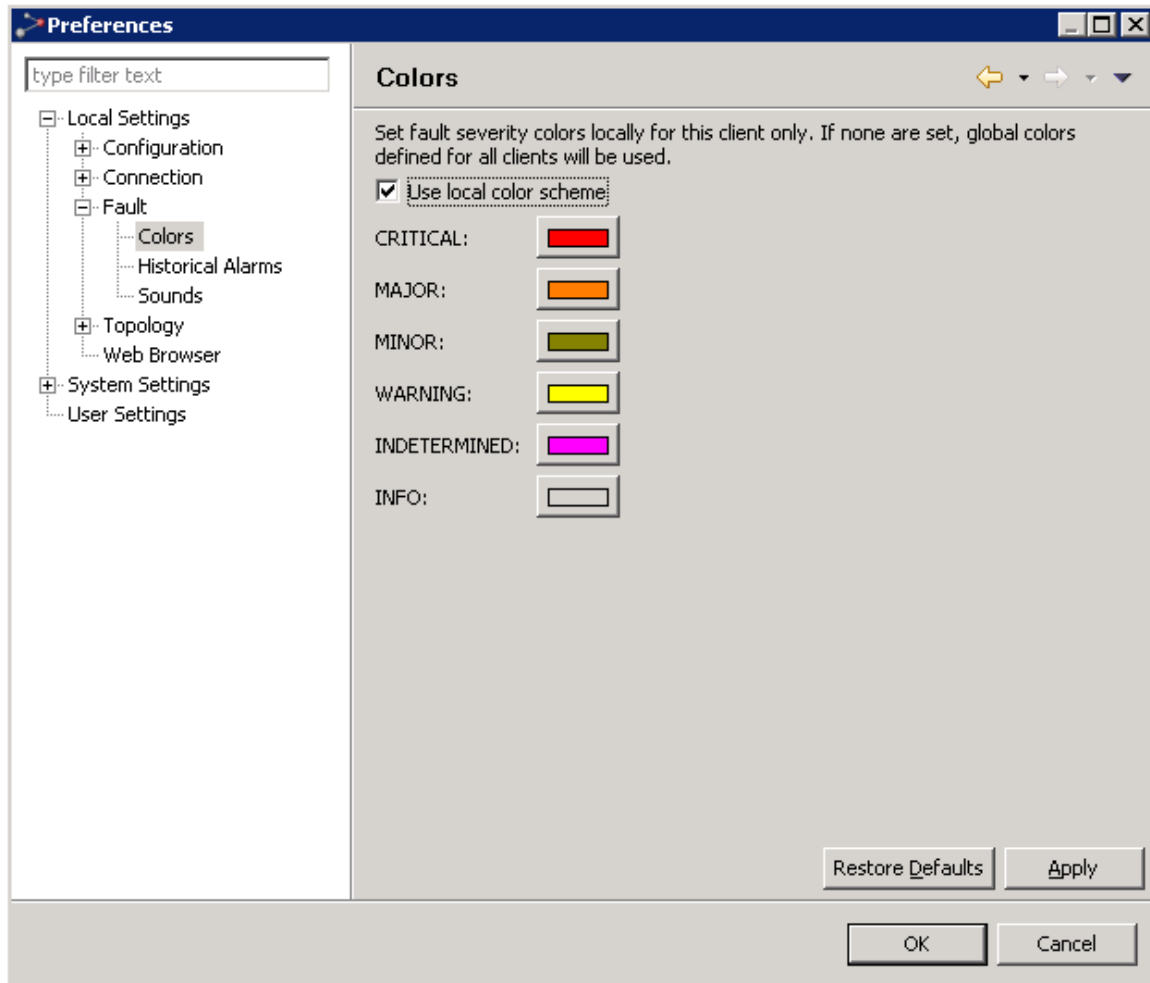 Preferences
type filter text
Colors
Local Settings
Configuration
Connection
Fault
Colors
Historical Alarms
Sounds
Topology
Web Browser
System Settings
User Settings
Set fault severity colors locally for this client only. If none are set, global colors
defined for all clients will be used.
Use local color scheme
CRITICAL:
MAJOR:
MINOR:
WARNING:
INDETERMINED:
INFO:
Restore Defaults
Apply
OK
Cancel